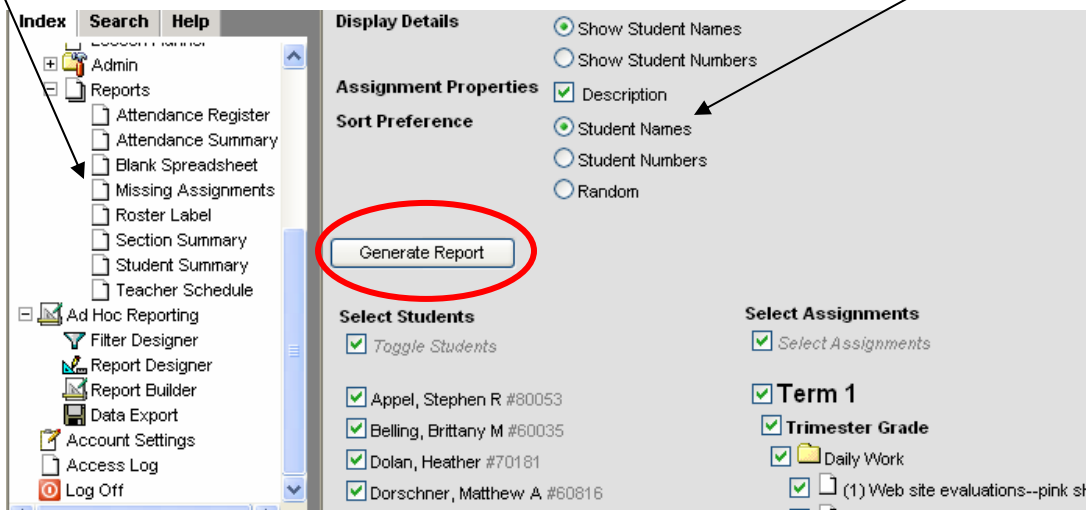 Index Search Help
Admin
Reports
Attendance Register
Attendance Summary
Blank Spreadsheet
Missing Assignments
Roster Label
Section Summary
Student Summary
Teacher Schedule
Ad Hoc Reporting
Filter Designer
Report Designer
Report Builder
Data Export
Account Settings
Access Log
Log Off
Display Details
Show Student Names
Show Student Numbers
Assignment Properties
Description
Sort Preference
Student Names
Student Numbers
Random
Generate Report
Select Students
Toggle Students
Appel, Stephen R #80053
Belling, Brittany M #60035
Dolan, Heather #70181
Dorschner, Matthew A #60816
Select Assignments
Select Assignments
Term 1
Trimester Grade
Daily Work
(1) Web site evaluations--pink